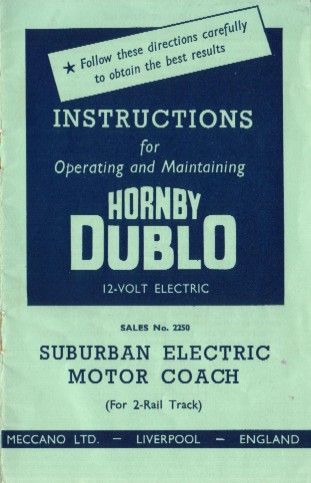 ★ Follow these directions carefully
to obtain the best results
INSTRUCTIONS
for
Operating and Maintaining
HORNBY
DUBLO
12-VOLT ELECTRIC
SALES No. 2250
SUBURBAN ELECTRIC
MOTOR COACH
(For 2-Rail Track)
MECCANO LTD. — LIVERPOOL — ENGLAND